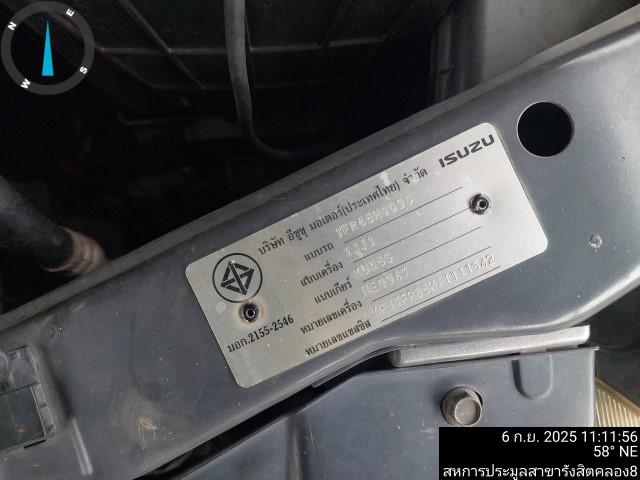 N
E
S
W
ISUZU
บริษัท อีซูซุ มอเตอร์(ประเทศไทย) จำกัด
แบบรถ
แบบเครื่อง 4JJ1
แบบเกียร์
หมายเลขเครื่อง
หมายเลขแชสซิส
มอก.2155-2546
6 ก.ย. 2025 11:11:56
58° NE
สหการประมูลสาขารังสิตคลอง8